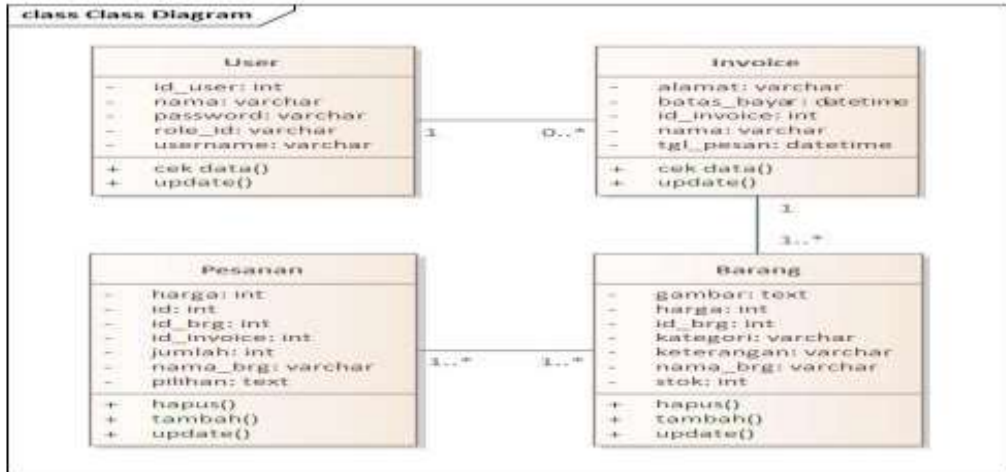 class Class Diagram
User
- id_user: int
- nama: varchar
- password: varchar
- role_id: varchar
- username: varchar
+ cek data()
+ update()
1
0..*
Invoice
- alamat: varchar
- batas_bayar: datetime
- id_invoice: int
- nama: varchar
- tgl_pesan: datetime
+ cek data()
+ update()
1
1..*
Pesanan
- harga: int
- id: int
- id_brg: int
- id_invoice: int
- jumlah: int
- nama_brg: varchar
- pilihan: text
+ hapus()
+ tambah()
+ update()
1..*
1..*
Barang
- gambar: text
- harga: int
- id_brg: int
- kategori: varchar
- keterangan: varchar
- nama_brg: varchar
- stok: int
+ hapus()
+ tambah()
+ update()